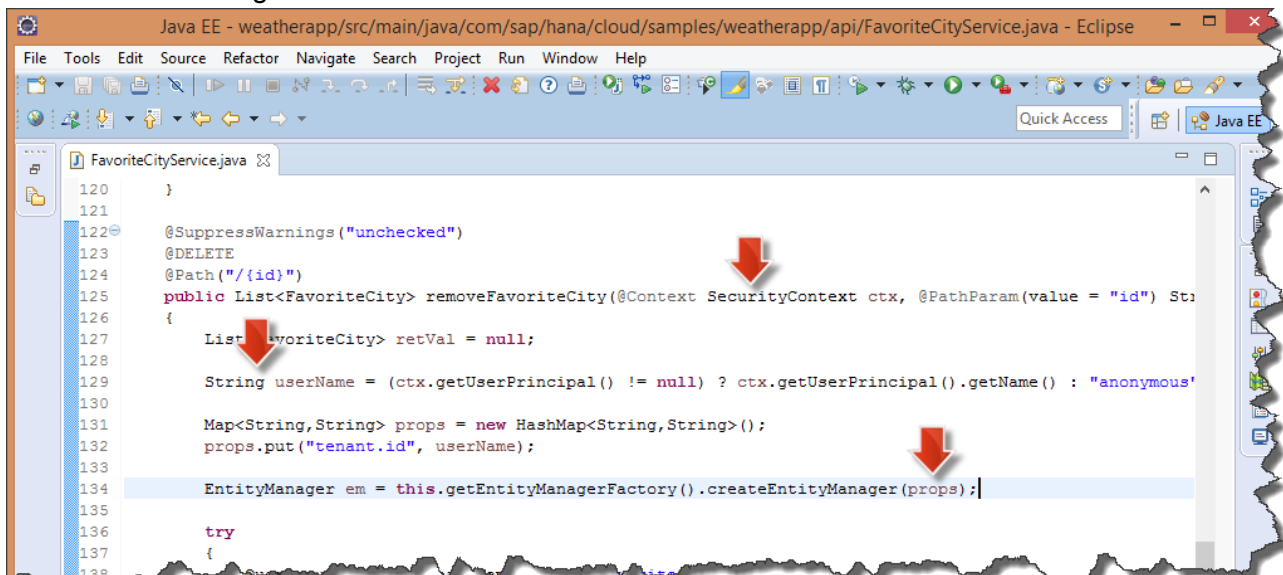 Java EE - weatherapp/src/main/java/com/sap/hana/cloud/samples/weatherapp/api/FavoriteCityService.java - Eclipse
File Tools Edit Source Refactor Navigate Search Project Run Window Help
Quick Access Java EE
FavoriteCityService.java
120 }
121
122 @SuppressWarnings("unchecked")
123 @DELETE
124 @Path("/{id}")
125 public List<FavoriteCity> removeFavoriteCity(@Context SecurityContext ctx, @PathParam(value = "id")
126 {
127 retVal = null;
128
129 String userName = (ctx.getUserPrincipal() != null) ? ctx.getUserPrincipal().getName() : "anonymous"
130
131 Map<String,String> props = new HashMap<String,String>();
132 props.put("tenant.id", userName);
133
134 EntityManager em = this.getEntityManagerFactory().createEntityManager(props);
135
136 try
137 {